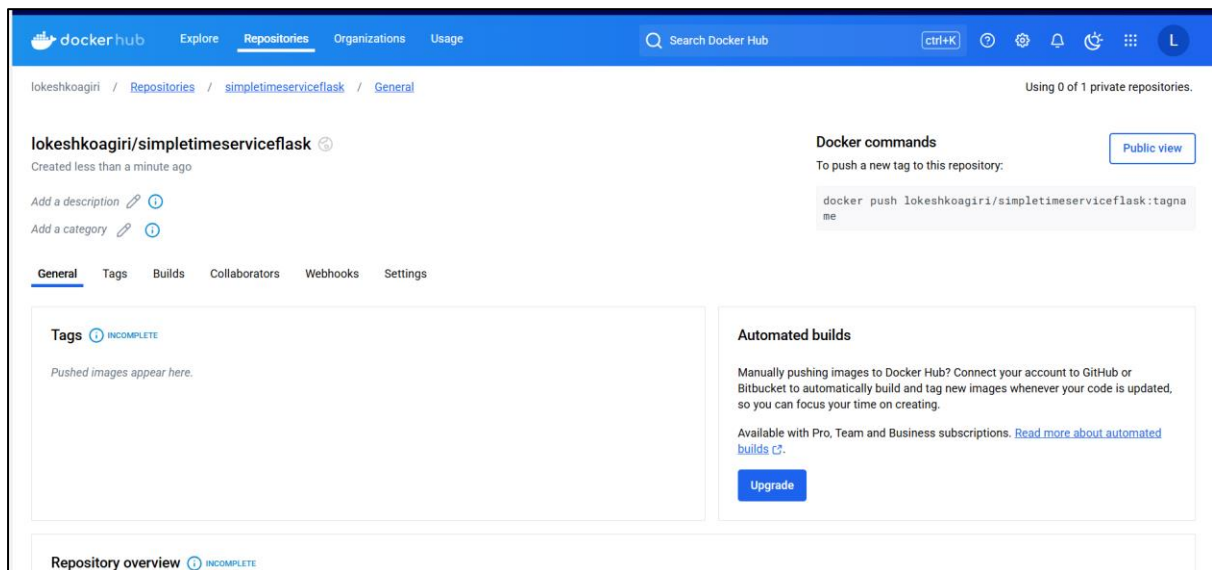 dockerhub Explore Repositories Organizations Usage Search Docker Hub ctrl+K L
lokeshkoagiri / Repositories / simpletimeserviceflask / General
Using 0 of 1 private repositories.
lokeshkoagiri/simpletimeserviceflask
Created less than a minute ago
Add a description
Add a category
Docker commands
Public view
To push a new tag to this repository:
docker push lokeshkoagiri/simpletimeserviceflask:tagna
me
General Tags Builds Collaborators Webhooks Settings
Tags INCOMPLETE
Pushed images appear here.
Automated builds
Manually pushing images to Docker Hub? Connect your account to GitHub or
Bitbucket to automatically build and tag new images whenever your code is updated,
so you can focus your time on creating.
Available with Pro, Team and Business subscriptions. Read more about automated
builds.
Upgrade
Repository overview INCOMPLETE